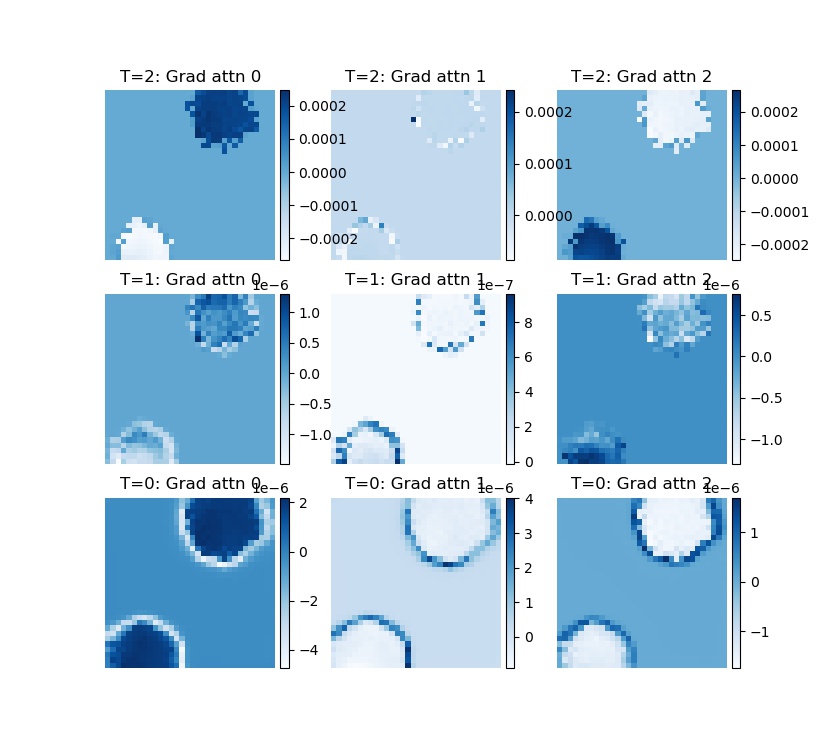 T=2: Grad attn 0
T=2: Grad attn 1
T=2: Grad attn 2
0.0002
0.0001
0.0000
−0.0001
−0.0002
0.0002
0.0001
0.0000
0.0002
0.0001
0.0000
−0.0001
−0.0002
T=1: Grad attn 0
1e−6
T=1: Grad attn 1
1e−7
T=1: Grad attn 2
1e−6
1.0
0.5
0.0
−0.5
−1.0
8
6
4
2
0
0.5
0.0
−0.5
−1.0
T=0: Grad attn 0
1e−6
T=0: Grad attn 1
1e−6
T=0: Grad attn 2
1e−6
2
0
−2
−4
4
3
2
1
0
1
0
−1